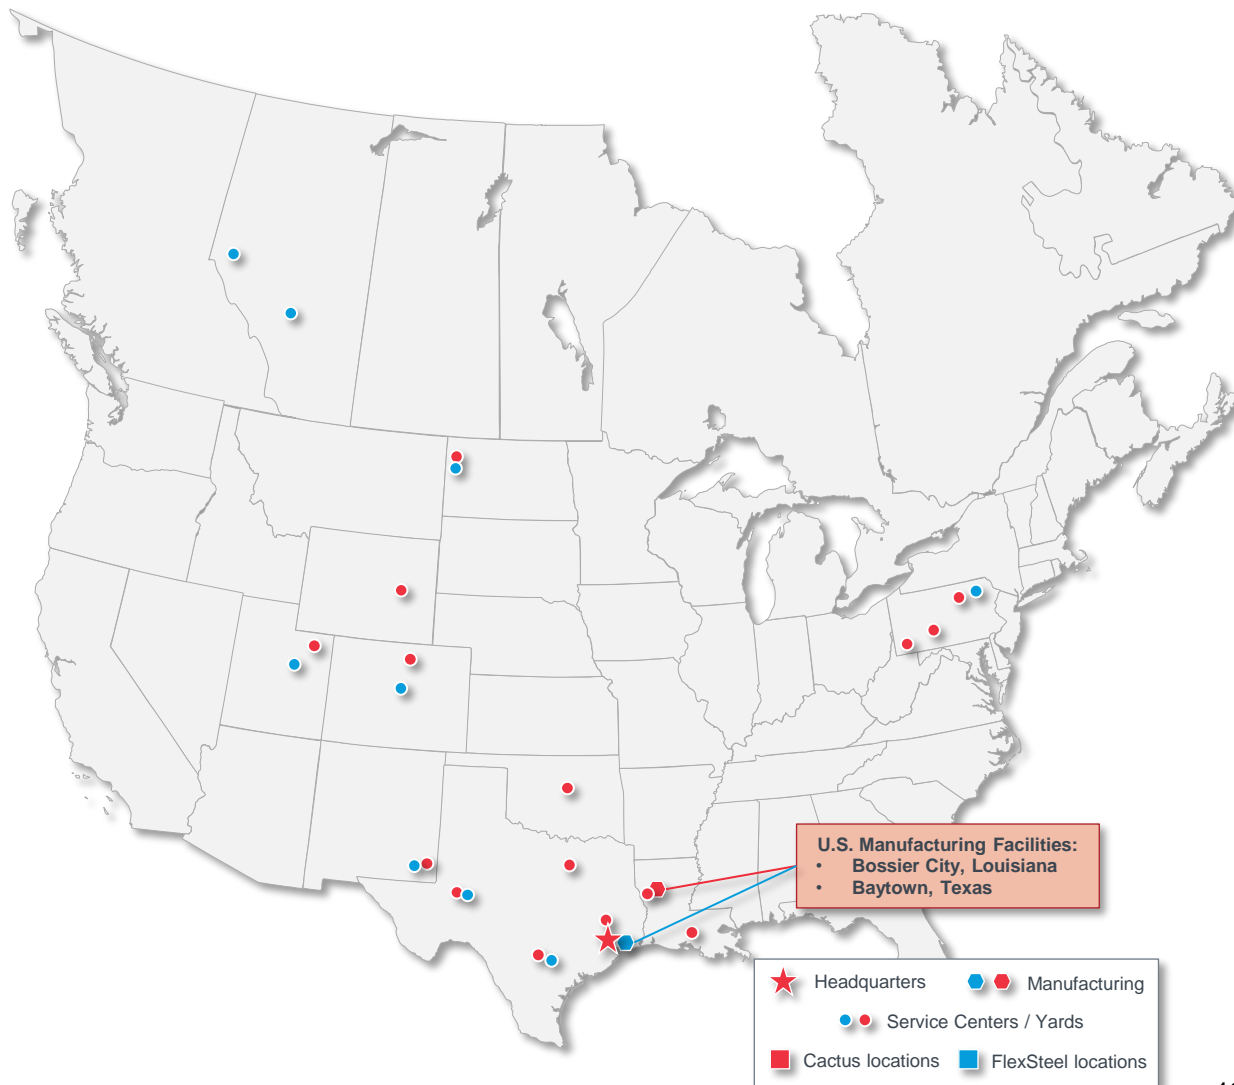 U.S. Manufacturing Facilities:
• Bossier City, Louisiana
• Baytown, Texas
Headquarters
Manufacturing
Service Centers / Yards
Cactus locations
FlexSteel locations